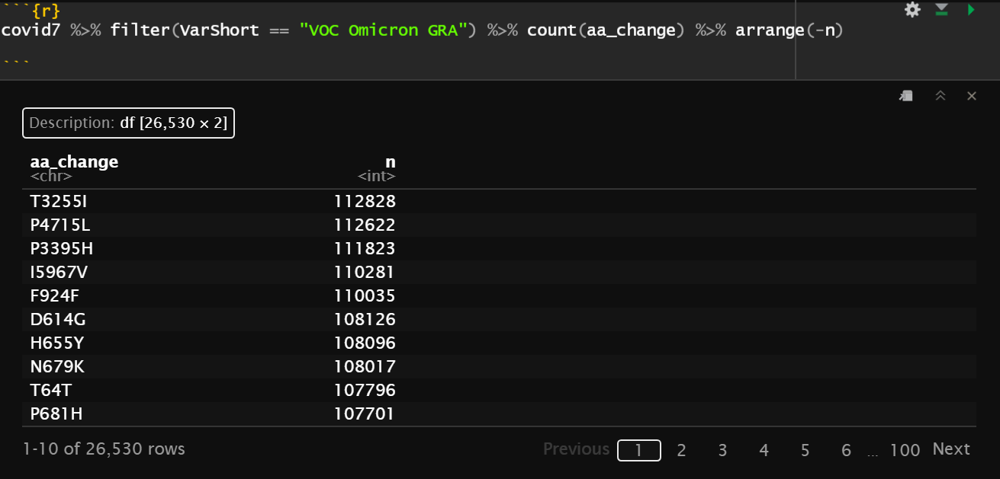 ```{r}
covid7 %>% filter(VarShort == "VOC Omicron GRA") %>% count(aa_change) %>% arrange(-n)
```
Description: df [26,530 × 2]
aa_change n
<chr> <int>
T3255I 112828
P4715L 112622
P3395H 111823
I5967V 110281
F924F 110035
D614G 108126
H655Y 108096
N679K 108017
T64T 107796
P681H 107701
1-10 of 26,530 rows Previous 1 2 3 4 5 6 ... 100 Next